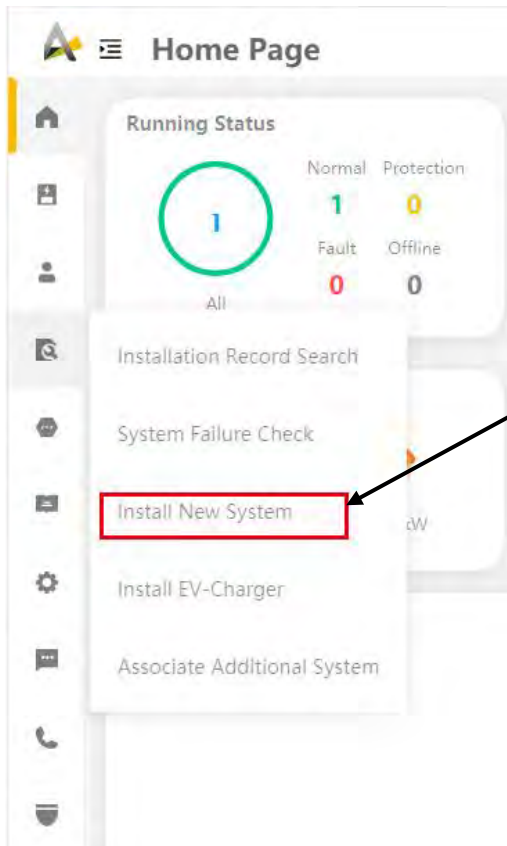 Home Page
Running Status
Normal Protection
1 1 0
Fault Offline
0 0
All
Installation Record Search
System Failure Check
Install New System
kW
Install EV-Charger
Associate Additional System